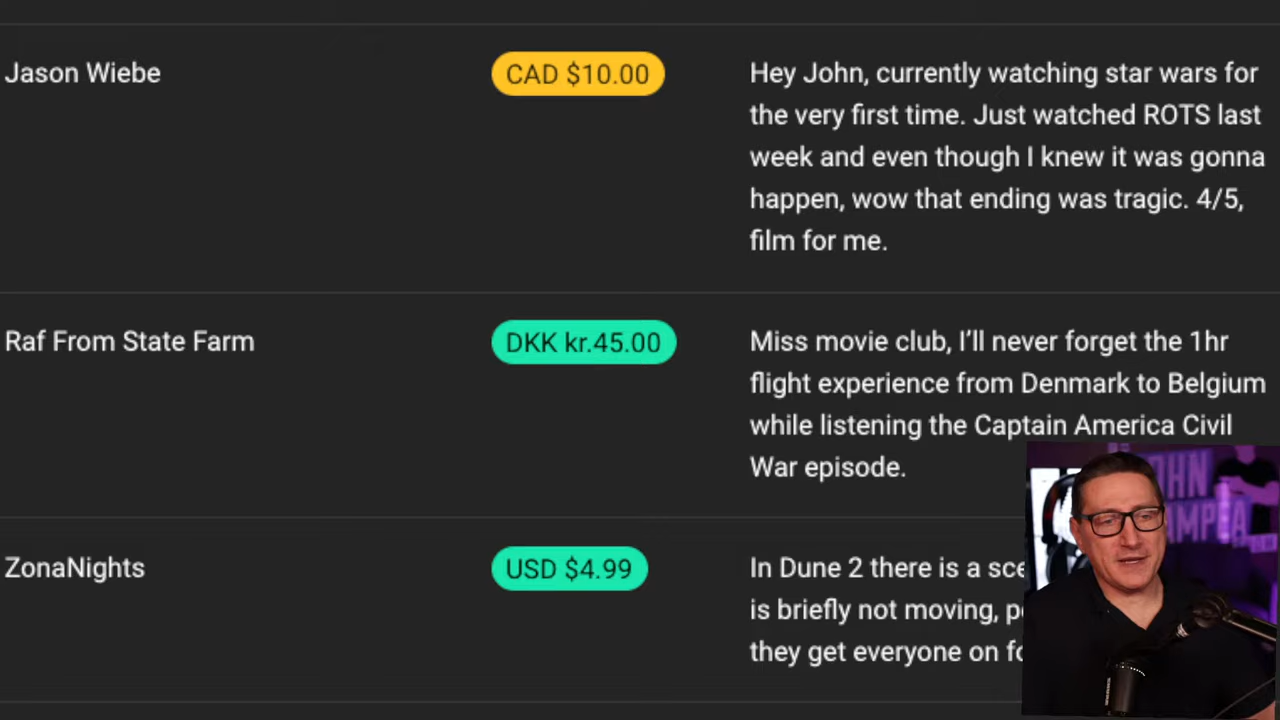 Jason Wiebe
CAD $10.00
Hey John, currently watching star wars for
the very first time. Just watched ROTS last
week and even though I knew it was gonna
happen, wow that ending was tragic. 4/5,
film for me.
Raf From State Farm
DKK kr.45.00
Miss movie club, I’ll never forget the 1hr
flight experience from Denmark to Belgium
while listening the Captain America Civil
War episode.
ZonaNights
USD $4.99
In Dune 2 there is a
is briefly not moving,
they get everyone on